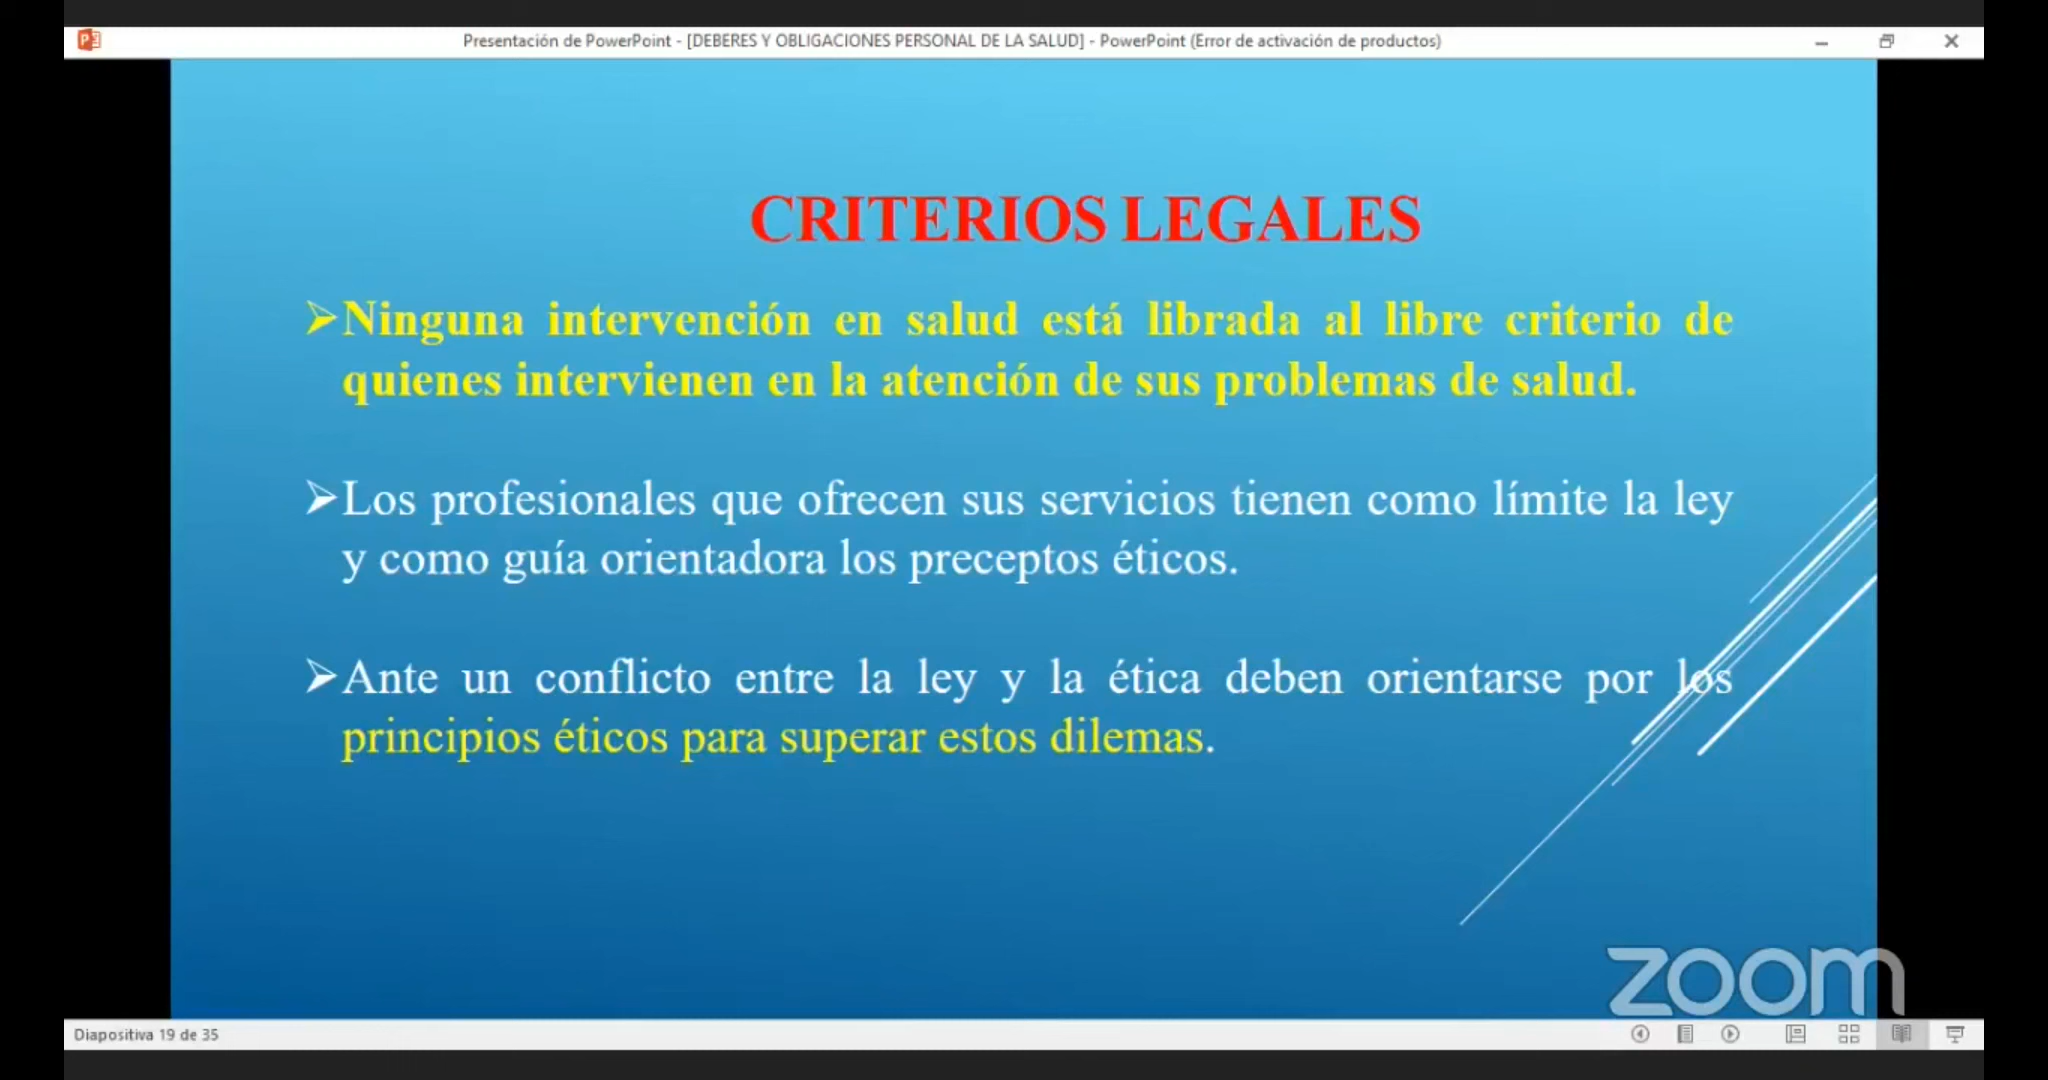 Presentación de PowerPoint - [DEBERES Y OBLIGACIONES PERSONAL DE LA SALUD] - PowerPoint (Error de activación de productos)
CRITERIOS LEGALES
➢Ninguna intervención en salud está librada al libre criterio de
quienes intervienen en la atención de sus problemas de salud.
➢Los profesionales que ofrecen sus servicios tienen como límite la ley
y como guía orientadora los preceptos éticos.
➢Ante un conflicto entre la ley y la ética deben orientarse por los
principios éticos para superar estos dilemas.
zoom
Diapositiva 19 de 35